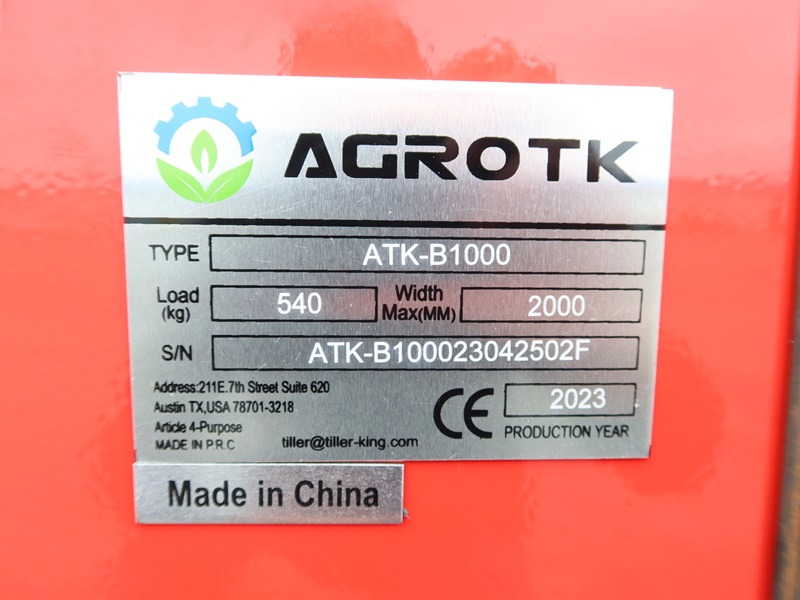 AGROTK
TYPE ATK-B1000
Load (kg) 540 Width Max(MM) 2000
S/N ATK-B100023042502F
Address:211E.7th Street Suite 620
Austin TX,USA 78701-3218
Article 4-Purpose
MADE IN P.R.C
tiller@tiller-king.com
CE
2023
PRODUCTION YEAR
Made in China